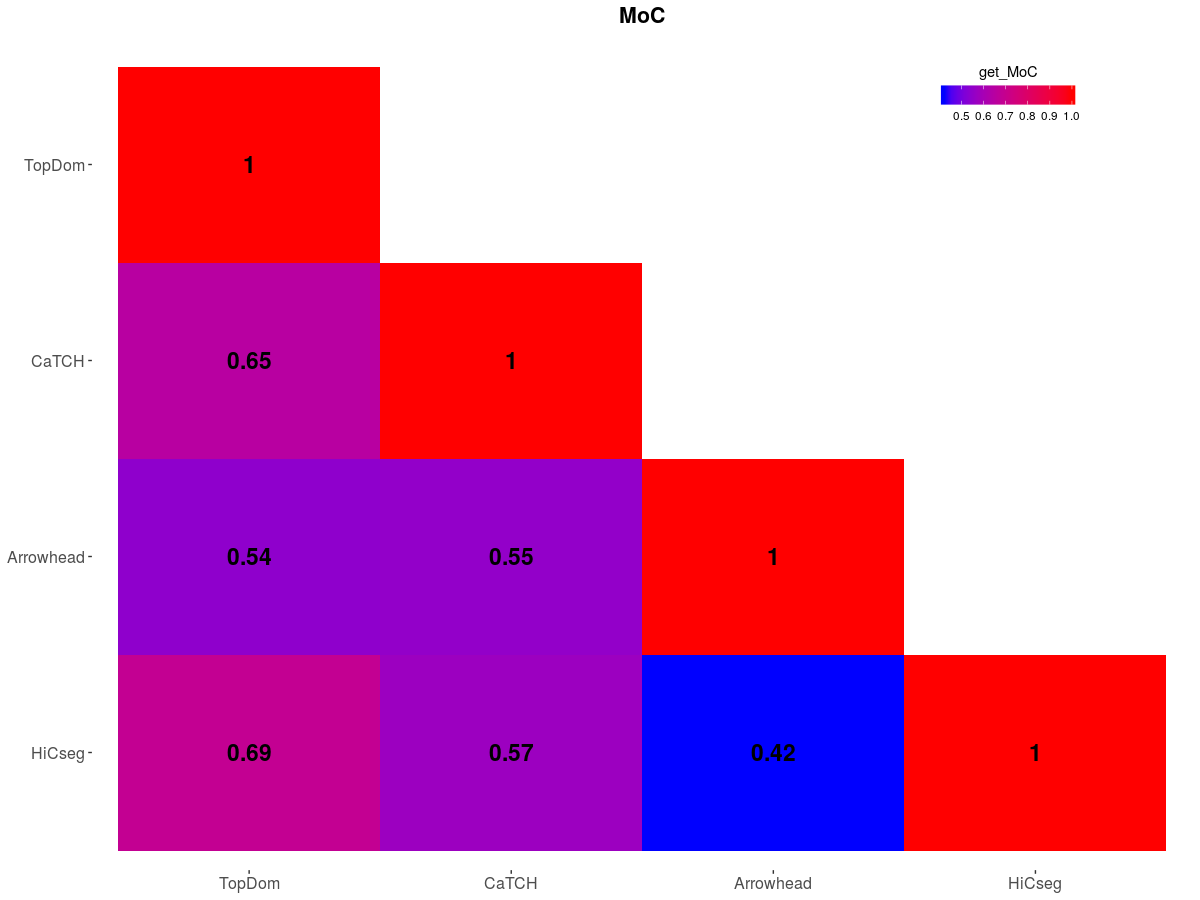 MoC
get_MoC
0.5 0.6 0.7 0.8 0.9 1.0
TopDom
1
CaTCH
0.65 1
Arrowhead
0.54 0.55 1
HiCseg
0.69 0.57 0.42 1
TopDom CaTCH Arrowhead HiCseg